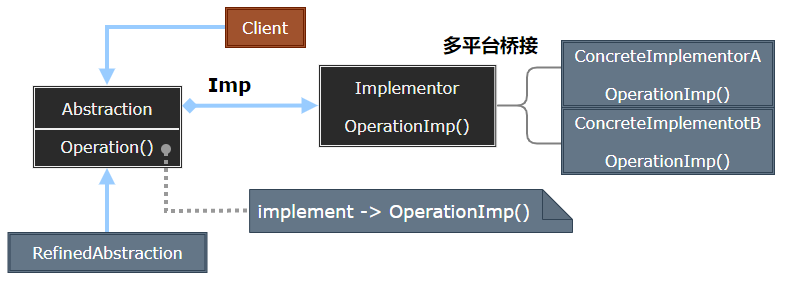 Client
多平台桥接
Imp
Abstraction
Operation()
Implementor
OperationImp()
ConcreteImplementorA
OperationImp()
ConcreteImplementotB
OperationImp()
implement -> OperationImp()
RefinedAbstraction